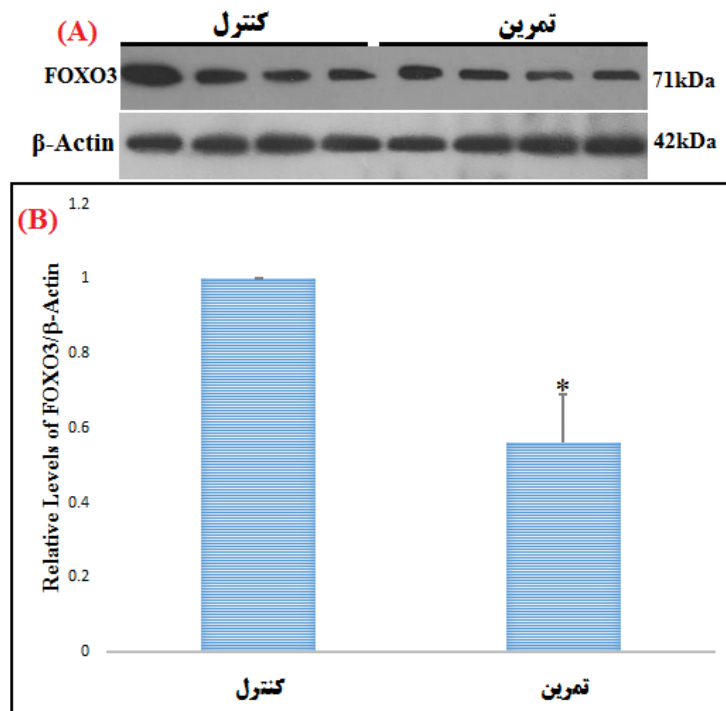 (A) کنترل تمرین
FOXO3 71kDa
β-Actin 42kDa
(B)
Relative Levels of FOXO3/β-Actin
1.2
1
0.8
0.6
0.4
0.2
0
*
کنترل تمرین